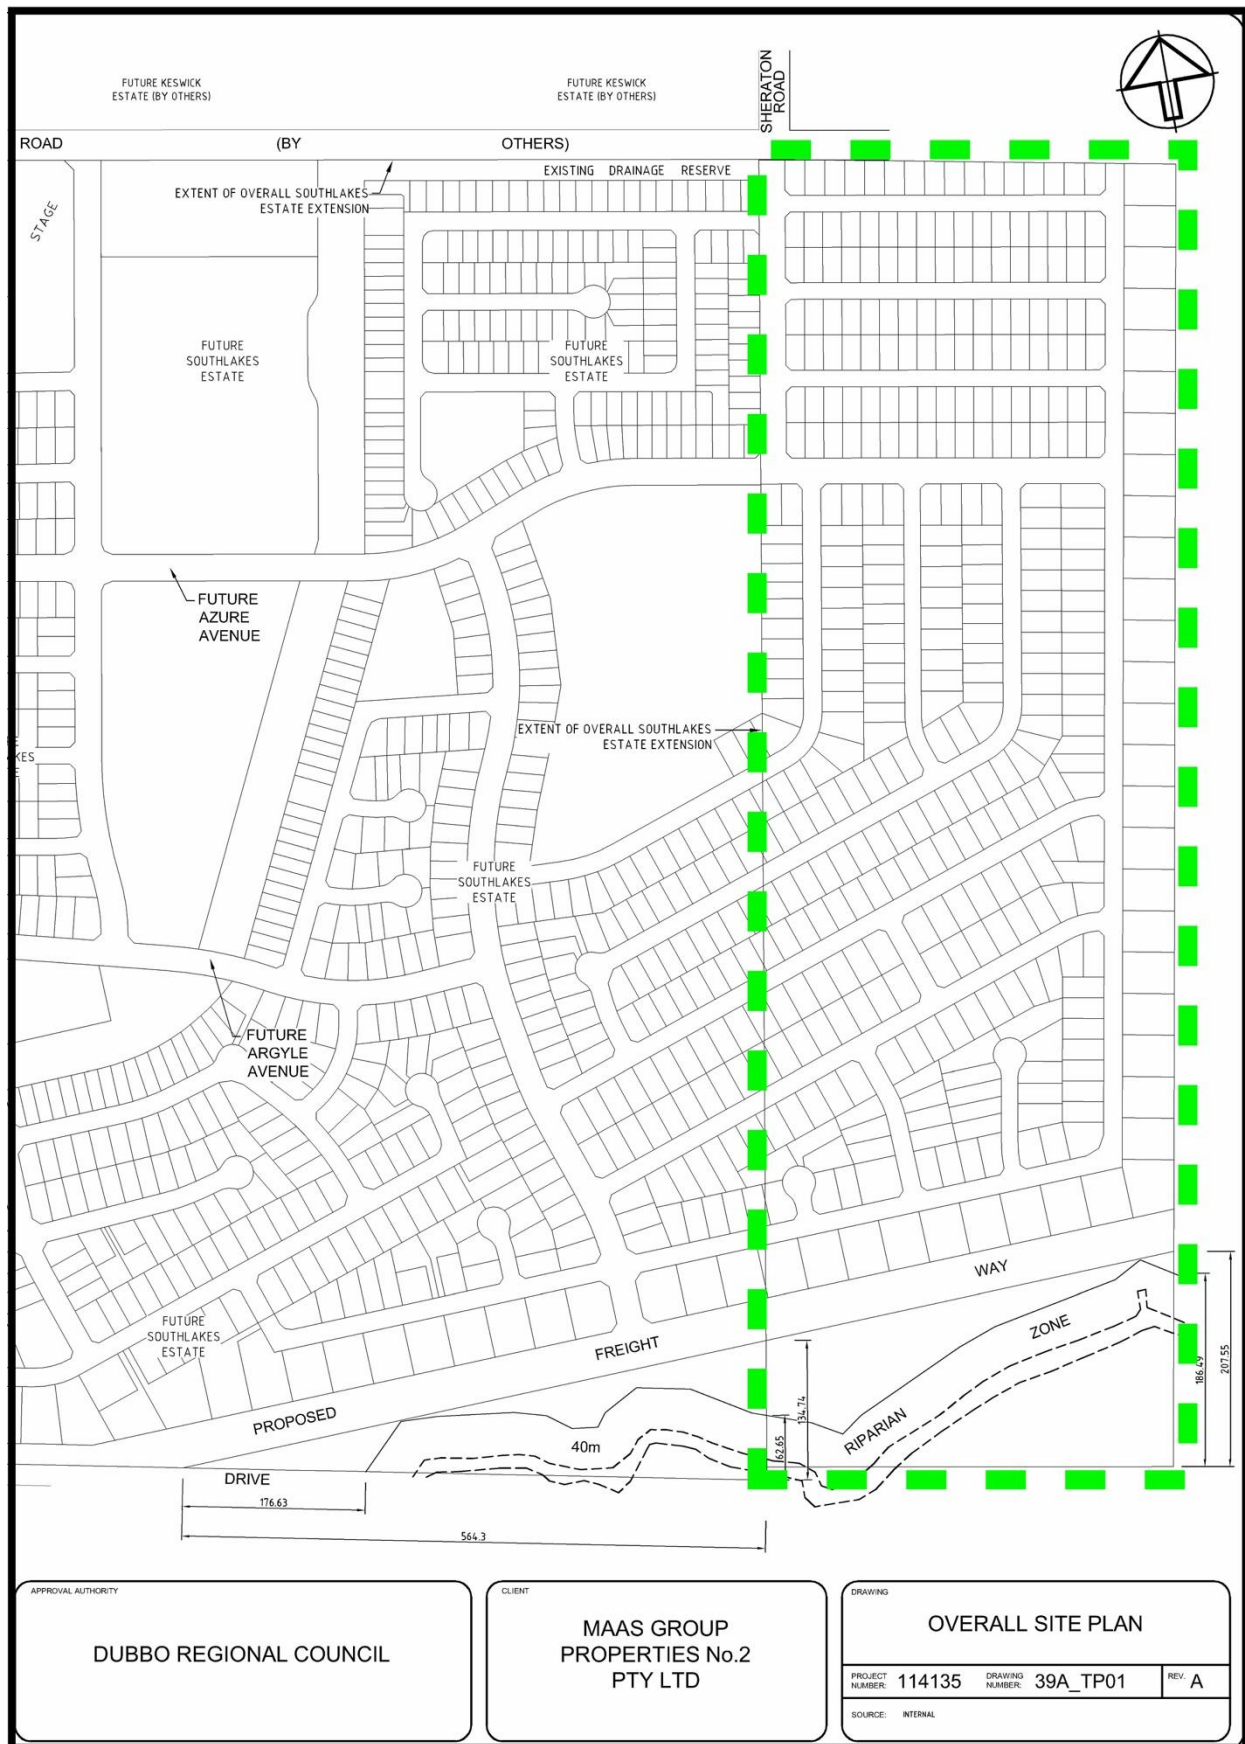 FUTURE KESWICK
ESTATE (BY OTHERS)
FUTURE KESWICK
ESTATE (BY OTHERS)
SHERATON
ROAD
ROAD (BY OTHERS)
EXISTING DRAINAGE RESERVE
EXTENT OF OVERALL SOUTHLAKES
ESTATE EXTENSION
STAGE
FUTURE
SOUTHLAKES
ESTATE
FUTURE
SOUTHLAKES
ESTATE
FUTURE
AZURE
AVENUE
EXTENT OF OVERALL SOUTHLAKES
ESTATE EXTENSION
KES
FUTURE
SOUTHLAKES
ESTATE
FUTURE
ARGYLE
AVENUE
FUTURE
SOUTHLAKES
ESTATE
PROPOSED FREIGHT WAY
RIPARIAN ZONE
40m
DRIVE
134.74
62.65
186.49
207.55
176.63
564.3
APPROVAL AUTHORITY
DUBBO REGIONAL COUNCIL
CLIENT
MAAS GROUP
PROPERTIES No.2
PTY LTD
DRAWING
OVERALL SITE PLAN
PROJECT
NUMBER: 114135
DRAWING
NUMBER: 39A_TP01
REV. A
SOURCE: INTERNAL